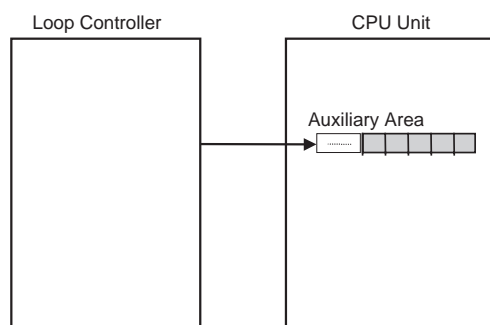 Loop Controller
CPU Unit
Auxiliary Area
...........